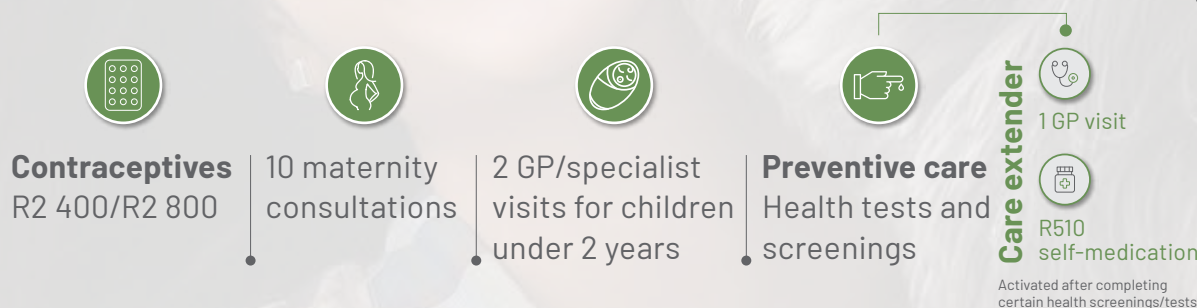 Contraceptives
R2 400/R2 800
10 maternity
consultations
2 GP/specialist
visits for children
under 2 years
Preventive care
Health tests and
screenings
Care extender
1 GP visit
R510
self-medication
Activated after completing
certain health screenings/tests